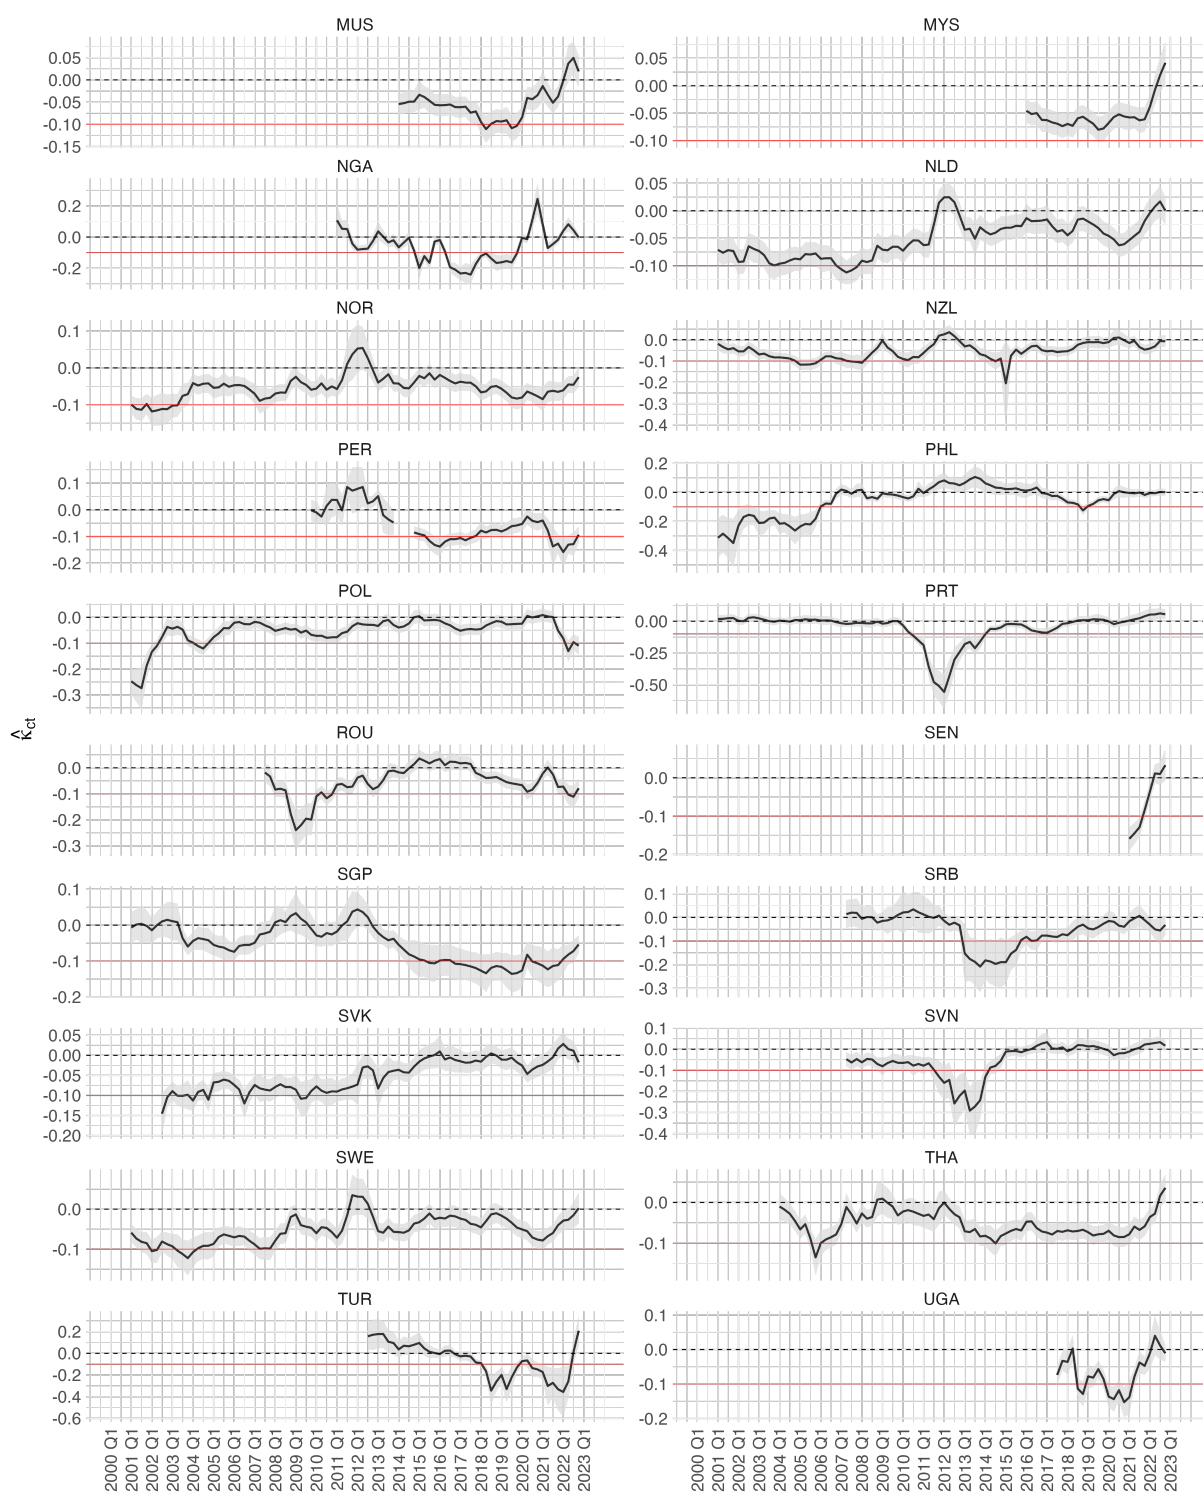 MUS
0.05
0.00
-0.05
-0.10
-0.15
MYS
0.05
0.00
-0.05
-0.10
NGA
0.2
0.0
-0.2
NLD
0.05
0.00
-0.05
-0.10
NOR
0.1
0.0
-0.1
NZL
0.0
-0.1
-0.2
-0.3
-0.4
PER
0.1
0.0
-0.1
-0.2
PHL
0.2
0.0
-0.2
-0.4
POL
0.0
-0.1
-0.2
-0.3
PRT
0.00
-0.25
-0.50
κ̂ct
ROU
0.0
-0.1
-0.2
-0.3
SEN
0.0
-0.1
-0.2
SGP
0.1
0.0
-0.1
-0.2
SRB
0.1
0.0
-0.1
-0.2
-0.3
SVK
0.05
0.00
-0.05
-0.10
-0.15
-0.20
SVN
0.1
0.0
-0.1
-0.2
-0.3
-0.4
SWE
0.0
-0.1
THA
0.0
-0.1
TUR
0.2
0.0
-0.2
-0.4
-0.6
UGA
0.1
0.0
-0.1
-0.2
2000 Q1
2001 Q1
2002 Q1
2003 Q1
2004 Q1
2005 Q1
2006 Q1
2007 Q1
2008 Q1
2009 Q1
2010 Q1
2011 Q1
2012 Q1
2013 Q1
2014 Q1
2015 Q1
2016 Q1
2017 Q1
2018 Q1
2019 Q1
2020 Q1
2021 Q1
2022 Q1
2023 Q1
2000 Q1
2001 Q1
2002 Q1
2003 Q1
2004 Q1
2005 Q1
2006 Q1
2007 Q1
2008 Q1
2009 Q1
2010 Q1
2011 Q1
2012 Q1
2013 Q1
2014 Q1
2015 Q1
2016 Q1
2017 Q1
2018 Q1
2019 Q1
2020 Q1
2021 Q1
2022 Q1
2023 Q1